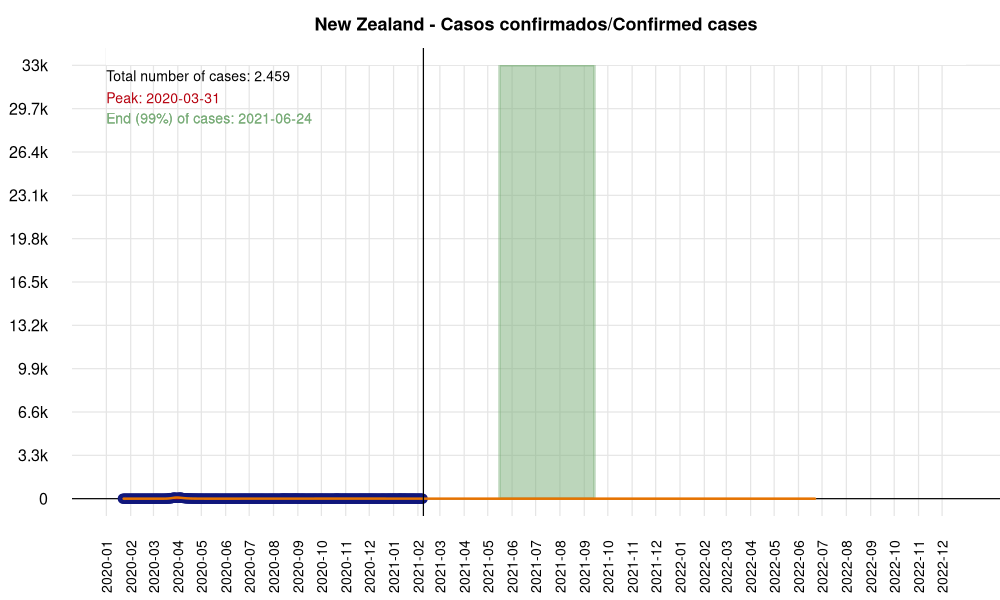 New Zealand - Casos confirmados/Confirmed cases
33k
Total number of cases: 2.459
Peak: 2020-03-31
29.7k
End (99%) of cases: 2021-06-24
26.4k
23.1k
19.8k
16.5k
13.2k
9.9k
6.6k
3.3k
0
2020-01
2020-02
2020-03
2020-04
2020-05
2020-06
2020-07
2020-08
2020-09
2020-10
2020-11
2020-12
2021-01
2021-02
2021-03
2021-04
2021-05
2021-06
2021-07
2021-08
2021-09
2021-10
2021-11
2021-12
2022-01
2022-02
2022-03
2022-04
2022-05
2022-06
2022-07
2022-08
2022-09
2022-10
2022-11
2022-12